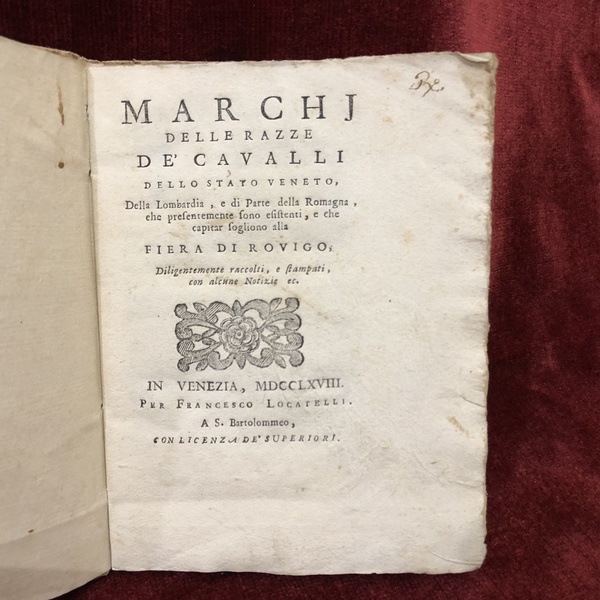 MARCHJ
DELLE RAZZE
DE' CAVALLI
DELLO STATO VENETO,
Della Lombardia, e di Parte della Romagna,
che presentemente sono esistenti, e che
capitar sogliono alla
FIERA DI ROVIGO,
Diligentemente raccolti, e stampati,
con alcune Notizie ec.
IN VENEZIA, MDCCLXVIII.
PER FRANCESCO LOCATELLI.
A S. Bartolommeo,
CON LICENZA DE' SUPERIORI.